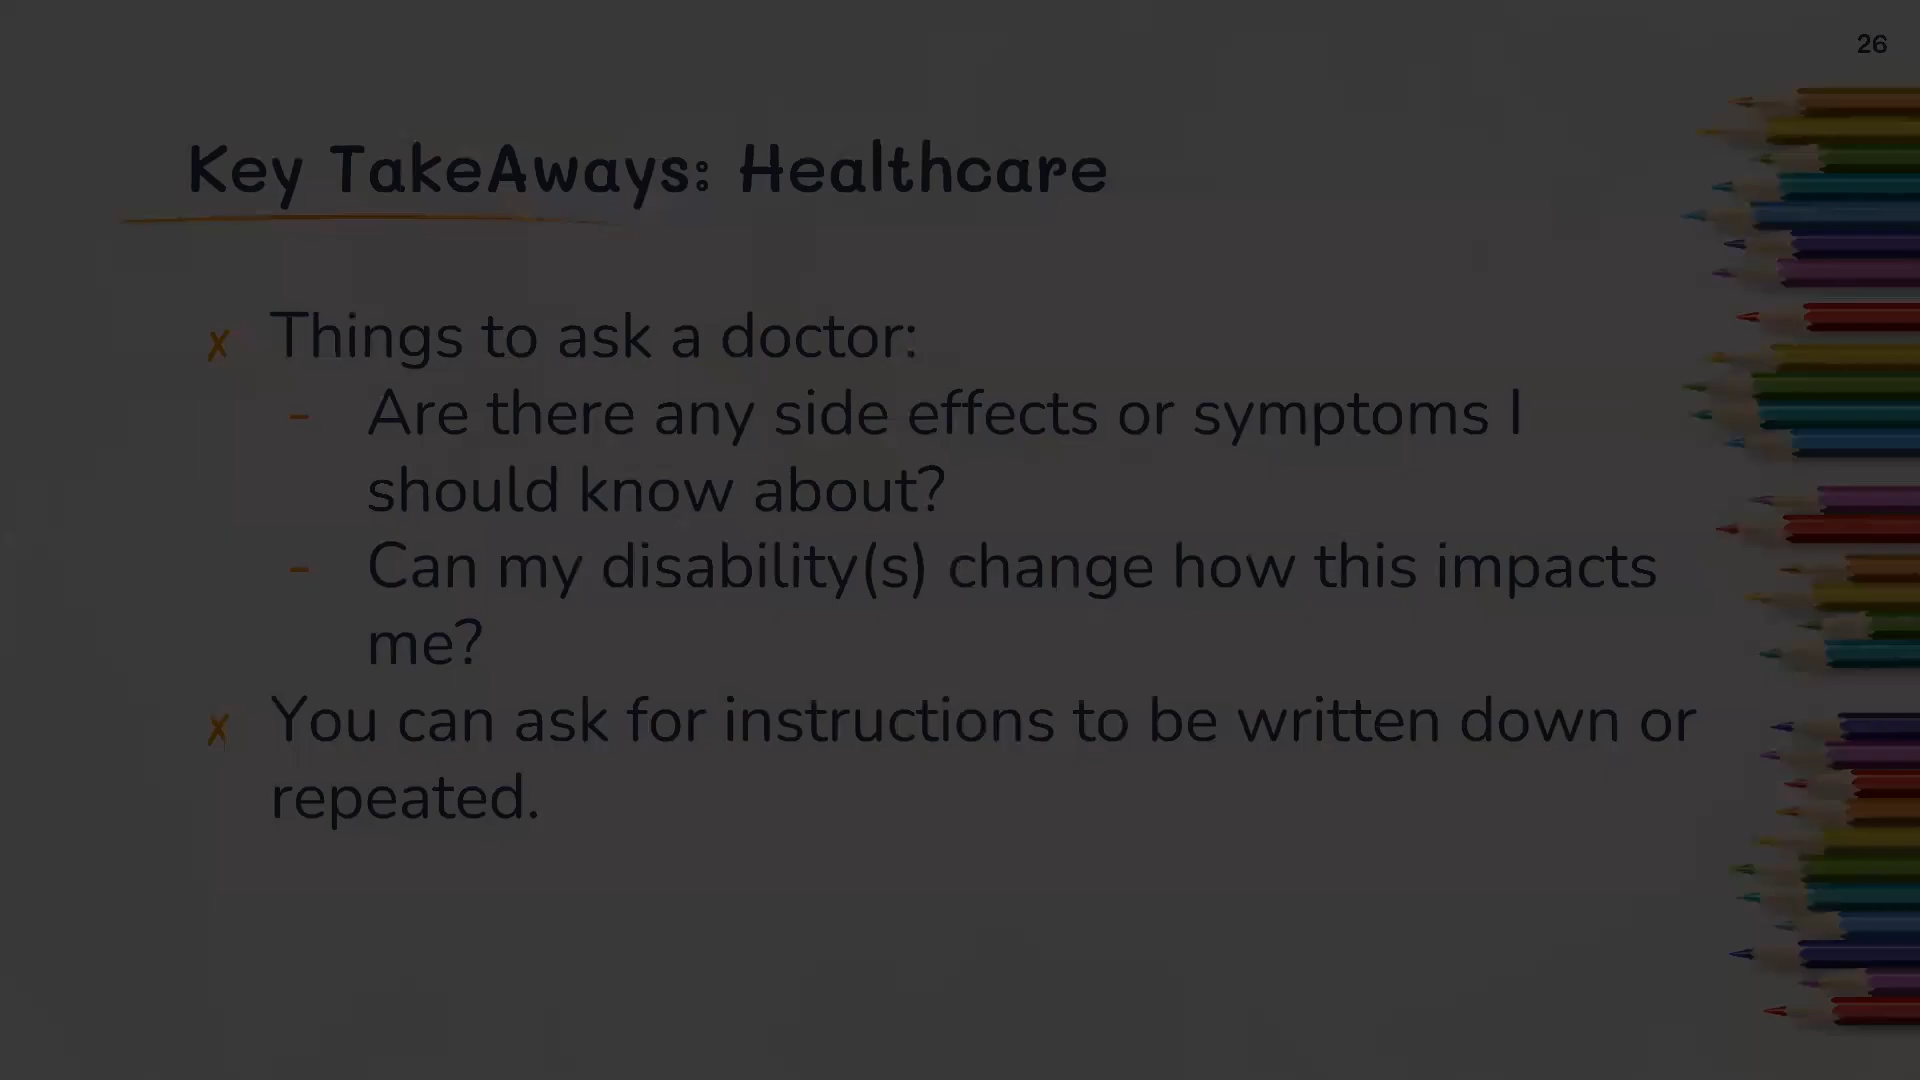 26
Key TakeAways: Healthcare
x Things to ask a doctor:
- Are there any side effects or symptoms I
should know about?
- Can my disability(s) change how this impacts
me?
x You can ask for instructions to be written down or
repeated.